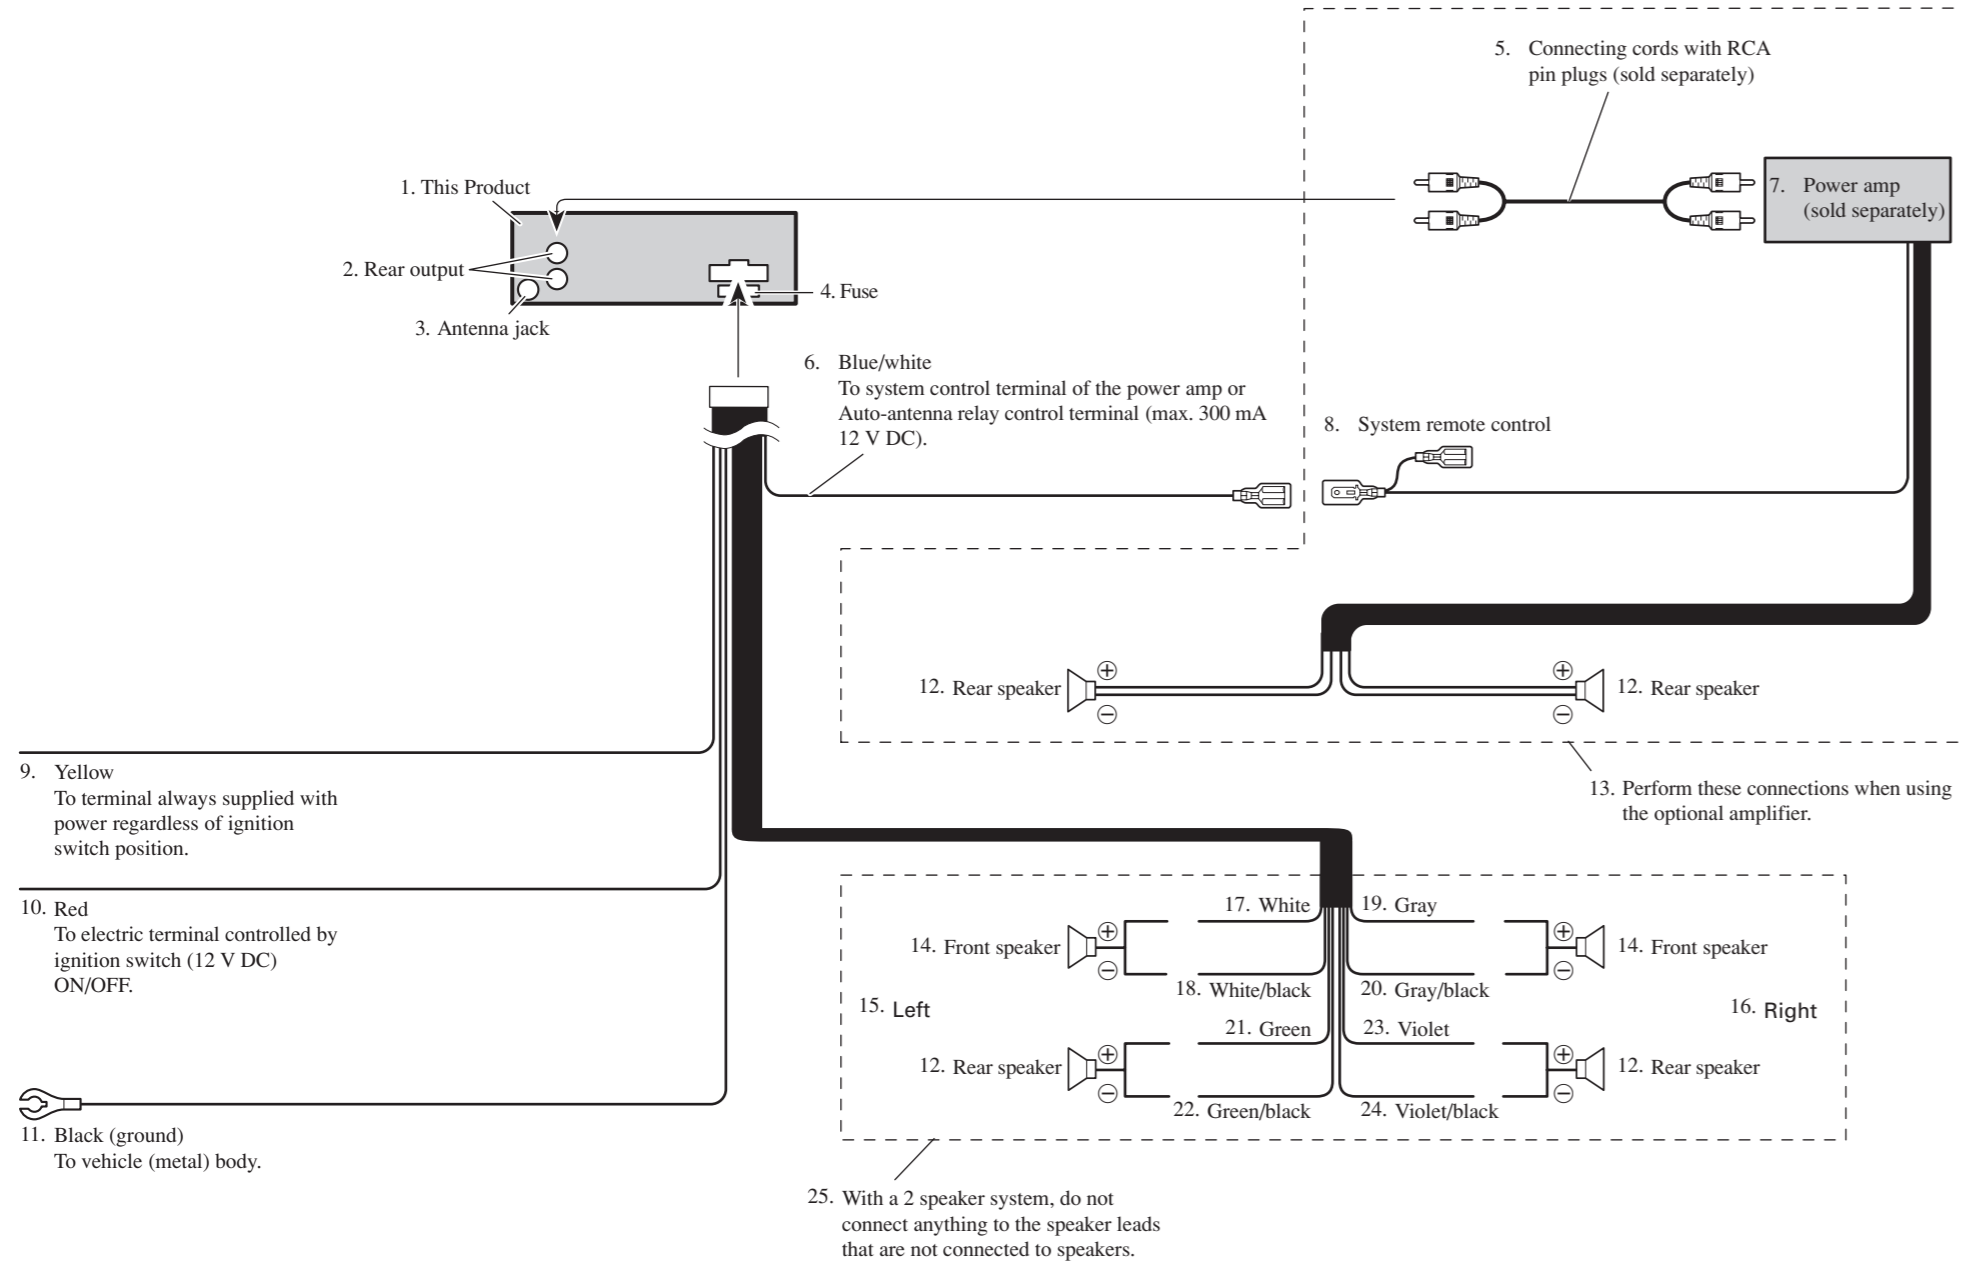 5. Connecting cords with RCA
pin plugs (sold separately)
1. This Product
7. Power amp
(sold separately)
2. Rear output
4. Fuse
3. Antenna jack
6. Blue/white
To system control terminal of the power amp or
Auto-antenna relay control terminal (max. 300 mA
12 V DC).
8. System remote control
12. Rear speaker
⊕
⊖
⊕
⊖
12. Rear speaker
9. Yellow
To terminal always supplied with
power regardless of ignition
switch position.
13. Perform these connections when using
the optional amplifier.
10. Red
To electric terminal controlled by
ignition switch (12 V DC)
ON/OFF.
17. White
19. Gray
14. Front speaker
⊕
⊖
⊕
⊖
14. Front speaker
18. White/black
20. Gray/black
15. Left
16. Right
21. Green
23. Violet
12. Rear speaker
⊕
⊖
⊕
⊖
12. Rear speaker
22. Green/black
24. Violet/black
11. Black (ground)
To vehicle (metal) body.
25. With a 2 speaker system, do not
connect anything to the speaker leads
that are not connected to speakers.